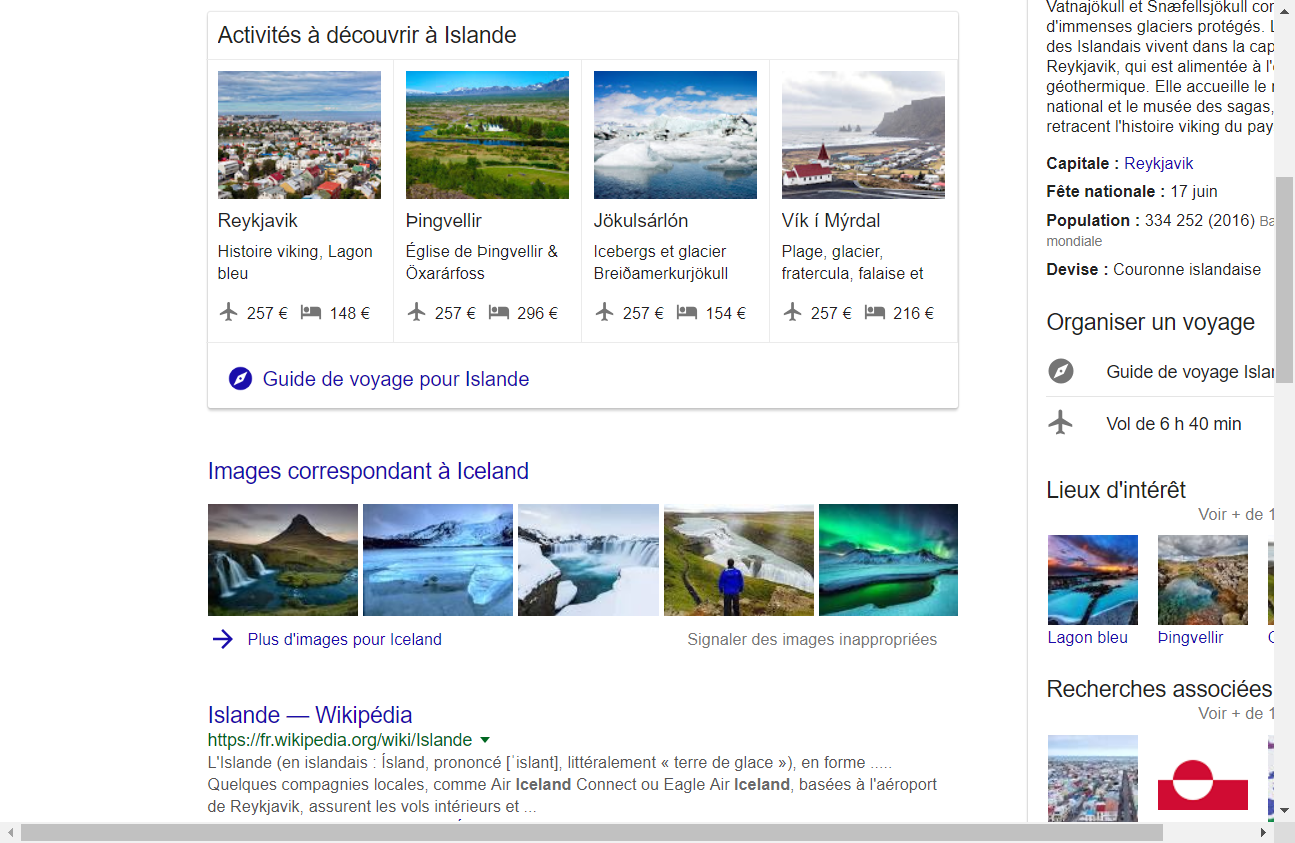 Activités à découvrir à Islande
Reykjavik
Histoire viking, Lagon
bleu
257 €
148 €
Þingvellir
Église de Þingvellir &
Öxarárfoss
257 €
296 €
Jökulsárlón
Icebergs et glacier
Breiðamerkurjökull
257 €
154 €
Vík í Mýrdal
Plage, glacier,
fratercula, falaise et
257 €
216 €
Guide de voyage pour Islande
Images correspondant à Iceland
Plus d'images pour Iceland
Signaler des images inappropriées
Islande — Wikipédia
https://fr.wikipedia.org/wiki/Islande
L'Islande (en islandais : Ísland, prononcé [ˈislant], littéralement « terre de glace »), en forme .....
Quelques compagnies locales, comme Air Iceland Connect ou Eagle Air Iceland, basées à l'aéroport
de Reykjavik, assurent les vols intérieurs et ...
Vatnajökull et Snæfellsjökull
d'immenses glaciers protégés.
des Islandais vivent dans la
Reykjavik, qui est alimentée à
géothermique. Elle accueille le
national et le musée des sagas,
retracent l'histoire viking du
Capitale : Reykjavik
Fête nationale : 17 juin
Population : 334 252 (2016)
mondiale
Devise : Couronne islandaise
Organiser un voyage
Guide de voyage
Vol de 6 h 40 min
Lieux d'intérêt
Voir + de 1
Lagon bleu
Þingvellir
Recherches associées
Voir + de 1